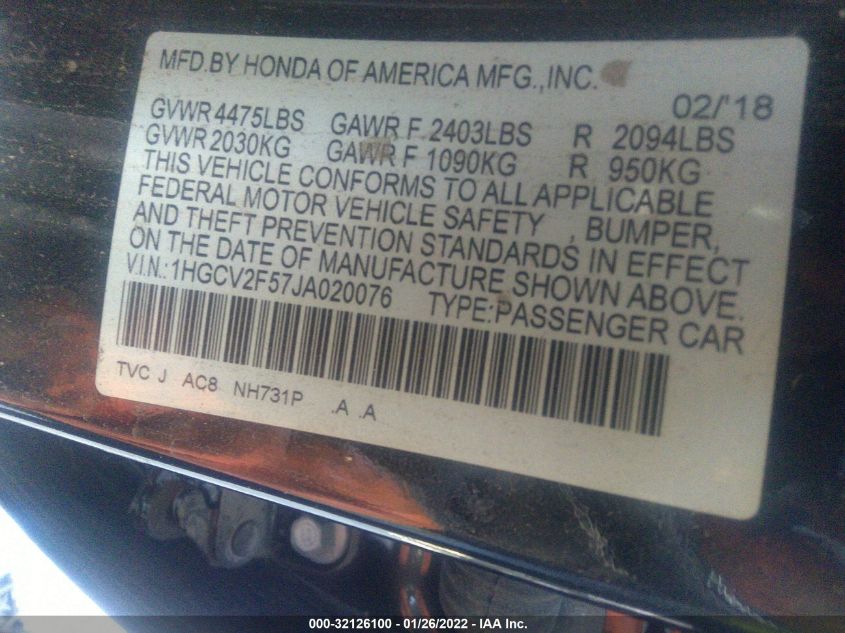 MFD.BY HONDA OF AMERICA MFG.,INC.
02/'18
GVWR 4475LBS GAWR F 2403LBS R 2094LBS
GVWR 2030KG GAWR F 1090KG R 950KG
THIS VEHICLE CONFORMS TO ALL APPLICABLE
FEDERAL MOTOR VEHICLE SAFETY , BUMPER,
AND THEFT PREVENTION STANDARDS IN EFFECT
ON THE DATE OF MANUFACTURE SHOWN ABOVE.
V.I.N.:1HGCV2F57JA020076 TYPE:PASSENGER CAR
TVC J AC8 NH731P .A .A
000-32126100 - 01/26/2022 - IAA Inc.